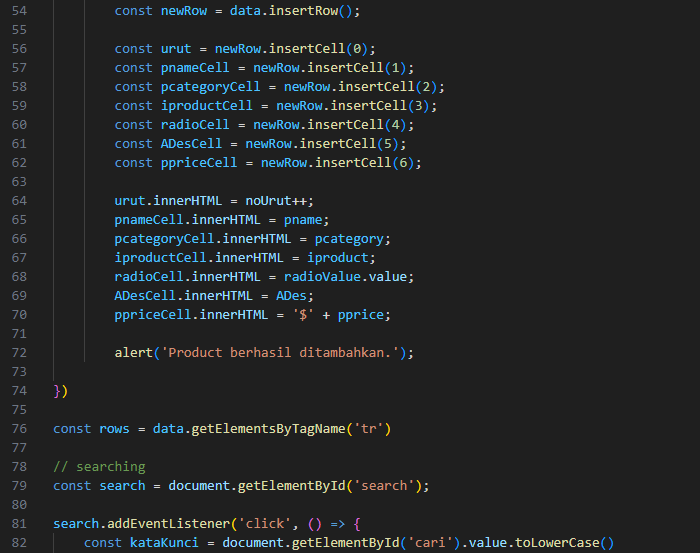 54 const newRow = data.insertRow();
55
56 const urut = newRow.insertCell(0);
57 const pnameCell = newRow.insertCell(1);
58 const pcategoryCell = newRow.insertCell(2);
59 const iproductCell = newRow.insertCell(3);
60 const radioCell = newRow.insertCell(4);
61 const ADesCell = newRow.insertCell(5);
62 const ppriceCell = newRow.insertCell(6);
63
64 urut.innerHTML = noUrut++;
65 pnameCell.innerHTML = pname;
66 pcategoryCell.innerHTML = pcategory;
67 iproductCell.innerHTML = iproduct;
68 radioCell.innerHTML = radioValue.value;
69 ADesCell.innerHTML = ADes;
70 ppriceCell.innerHTML = '$' + pprice;
71
72 alert('Product berhasil ditambahkan.');
73
74 })
75
76 const rows = data.getElementsByTagName('tr')
77
78 // searching
79 const search = document.getElementById('search');
80
81 search.addEventListener('click', () => {
82 const kataKunci = document.getElementById('cari').value.toLowerCase()